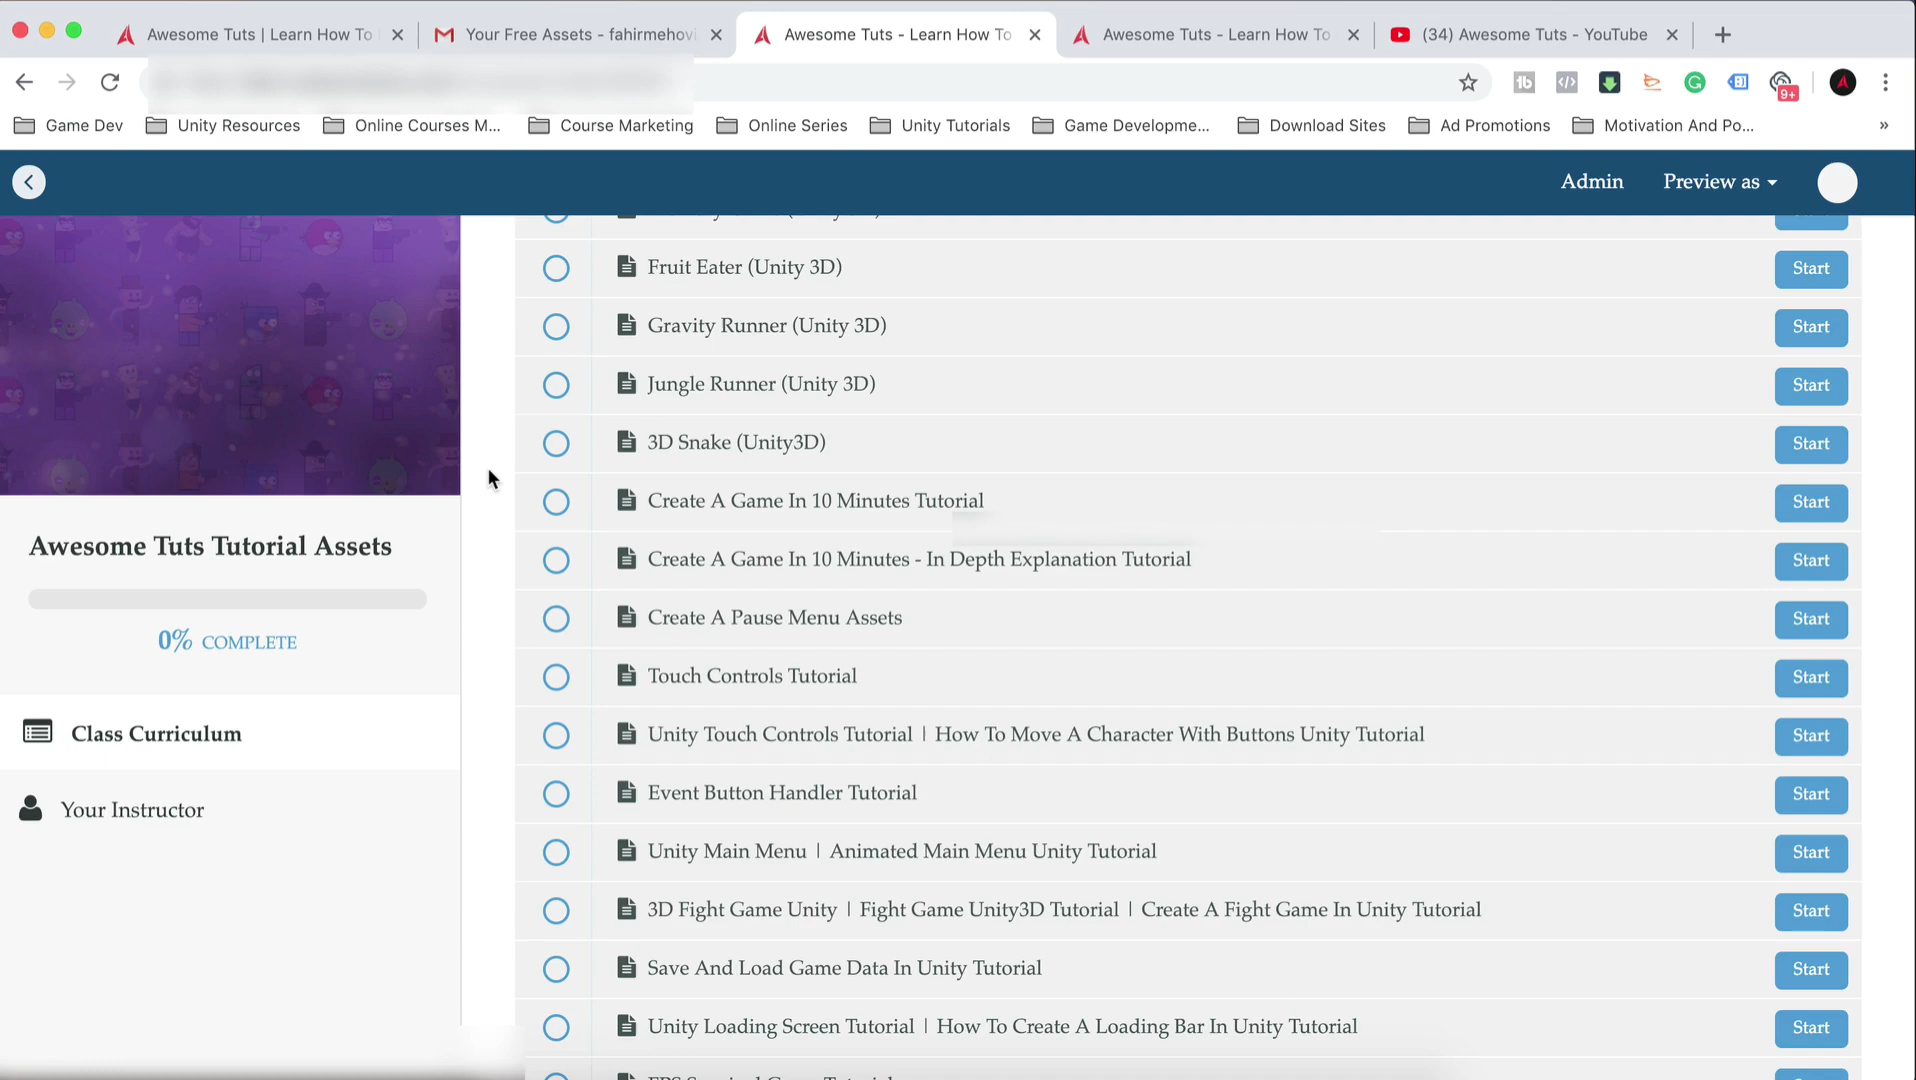 Awesome Tuts | Learn How To
Your Free Assets - fahirmehovi
Awesome Tuts - Learn How To
Awesome Tuts - Learn How To
(34) Awesome Tuts - YouTube
9+
Game Dev
Unity Resources
Online Courses M...
Course Marketing
Online Series
Unity Tutorials
Game Developme...
Download Sites
Ad Promotions
Motivation And Po...
»
Admin
Preview as
Fruit Eater (Unity 3D)
Start
Gravity Runner (Unity 3D)
Start
Jungle Runner (Unity 3D)
Start
3D Snake (Unity3D)
Start
Create A Game In 10 Minutes Tutorial
Start
Create A Game In 10 Minutes - In Depth Explanation Tutorial
Start
Create A Pause Menu Assets
Start
Touch Controls Tutorial
Start
Unity Touch Controls Tutorial | How To Move A Character With Buttons Unity Tutorial
Start
Event Button Handler Tutorial
Start
Unity Main Menu | Animated Main Menu Unity Tutorial
Start
3D Fight Game Unity | Fight Game Unity3D Tutorial | Create A Fight Game In Unity Tutorial
Start
Save And Load Game Data In Unity Tutorial
Start
Unity Loading Screen Tutorial | How To Create A Loading Bar In Unity Tutorial
Start
Awesome Tuts Tutorial Assets
0% COMPLETE
Class Curriculum
Your Instructor